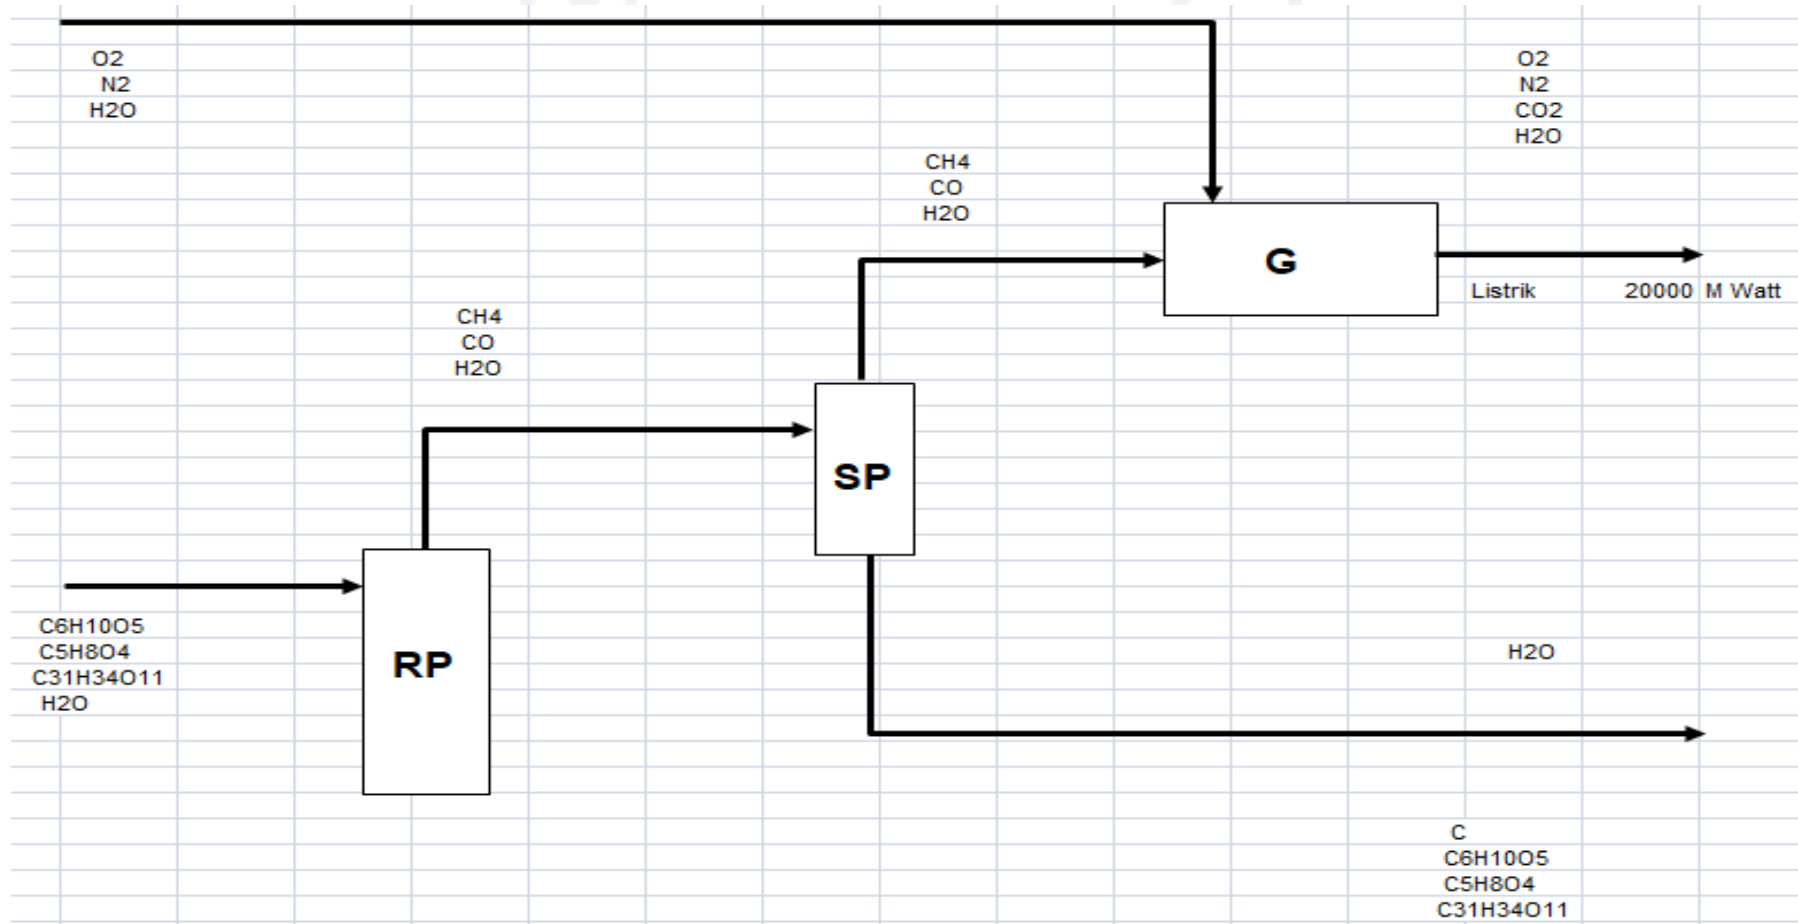 O2
N2
H2O
O2
N2
CO2
H2O
CH4
CO
H2O
G
Listrik 20000 M Watt
CH4
CO
H2O
SP
C6H10O5
C5H8O4
C31H34O11
H2O
RP
H2O
C
C6H10O5
C5H8O4
C31H34O11